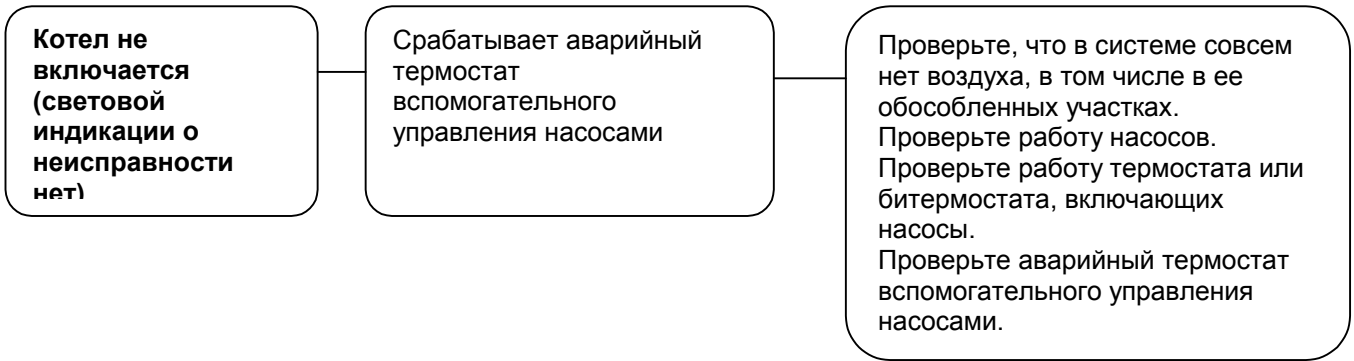 Котел не
включается
(световой
индикации о
неисправности
нет)
Срабатывает аварийный
термостат
вспомогательного
управления насосами
Проверьте, что в системе совсем
нет воздуха, в том числе в ее
обособленных участках.
Проверьте работу насосов.
Проверьте работу термостата или
битермостата, включающих
насосы.
Проверьте аварийный термостат
вспомогательного управления
насосами.